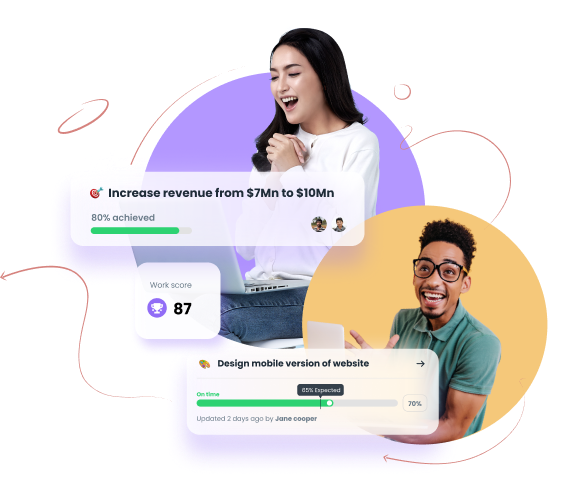 Increase revenue from $7Mn to $10Mn
80% achieved
Work score
87
Design mobile version of website
65% Expected
On time
70%
Updated 2 days ago by Jane cooper